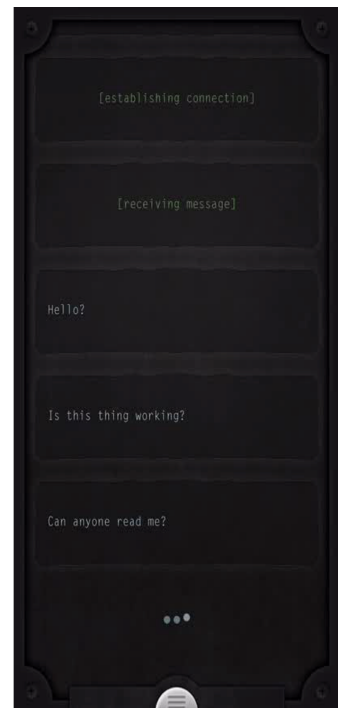 [establishing connection]
[receiving message]
Hello?
Is this thing working?
Can anyone read me?